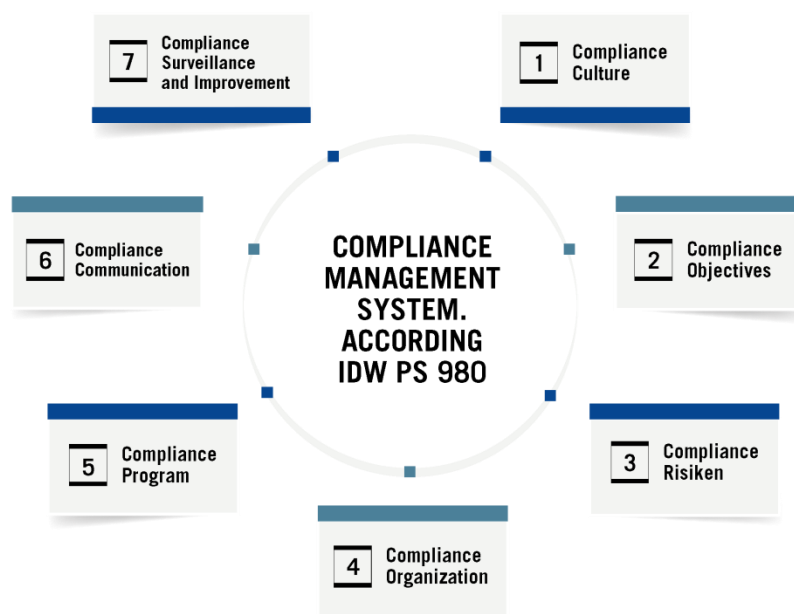 COMPLIANCE
MANAGEMENT
SYSTEM.
ACCORDING
IDW PS 980
1
Compliance
Culture
2
Compliance
Objectives
3
Compliance
Risiken
4
Compliance
Organization
5
Compliance
Program
6
Compliance
Communication
7
Compliance
Surveillance
and Improvement